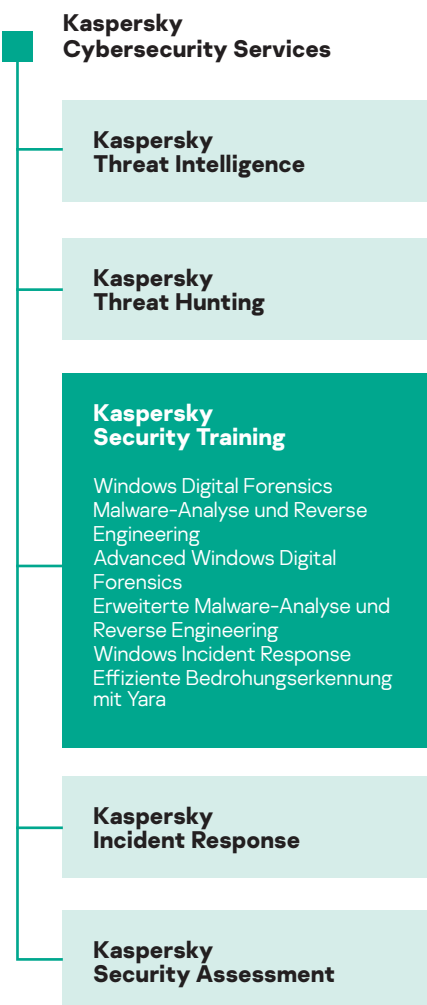 Kaspersky
Cybersecurity Services
Kaspersky
Threat Intelligence
Kaspersky
Threat Hunting
Kaspersky
Security Training
Windows Digital Forensics
Malware-Analyse und Reverse
Engineering
Advanced Windows Digital
Forensics
Erweiterte Malware-Analyse und
Reverse Engineering
Windows Incident Response
Effiziente Bedrohungserkennung
mit Yara
Kaspersky
Incident Response
Kaspersky
Security Assessment